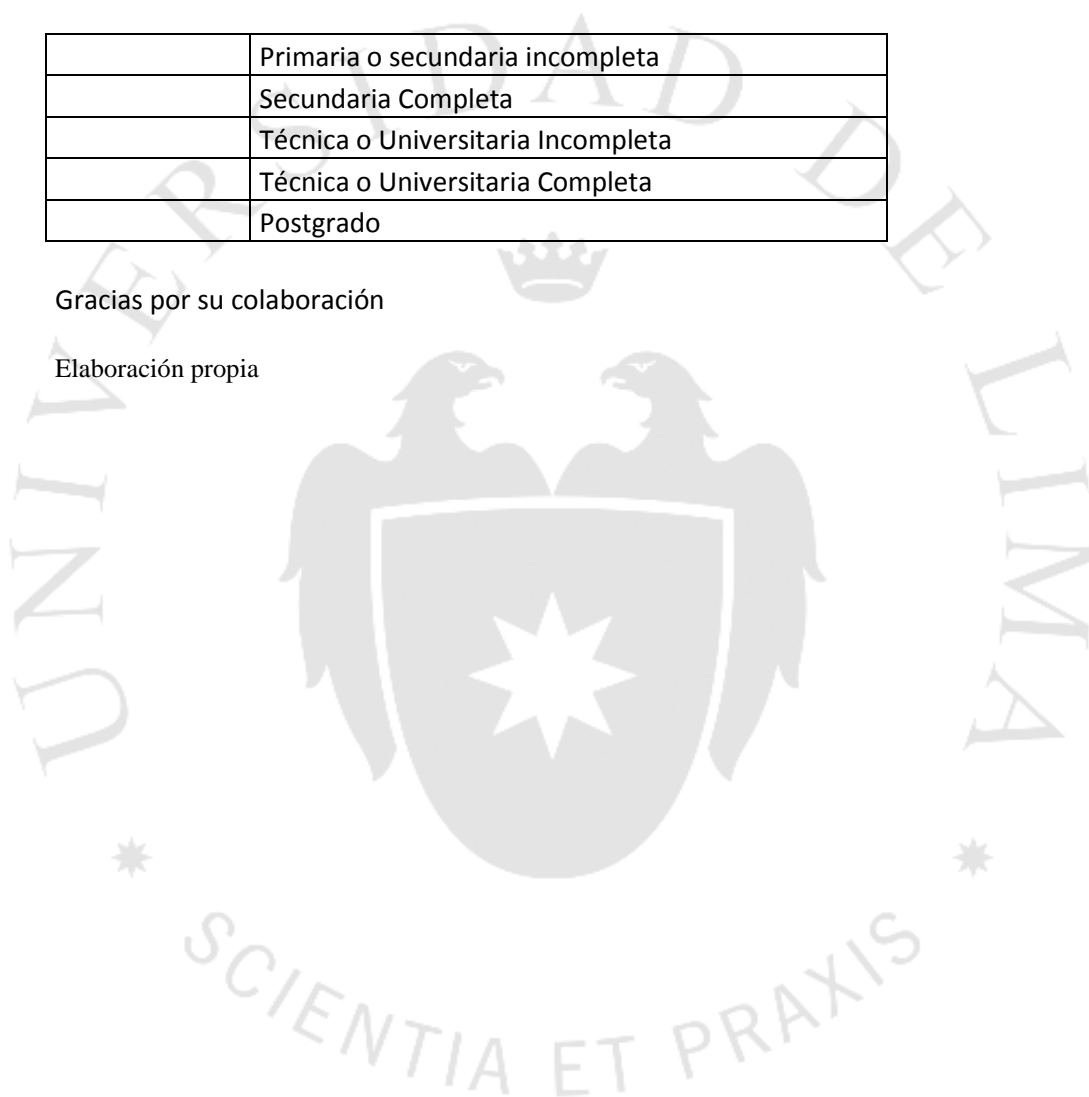 Primaria o secundaria incompleta
Secundaria Completa
Técnica o Universitaria Incompleta
Técnica o Universitaria Completa
Postgrado
Gracias por su colaboración
Elaboración propia
UNIVERSIDAD DE LIMA
SCIENTIA ET PRAXIS